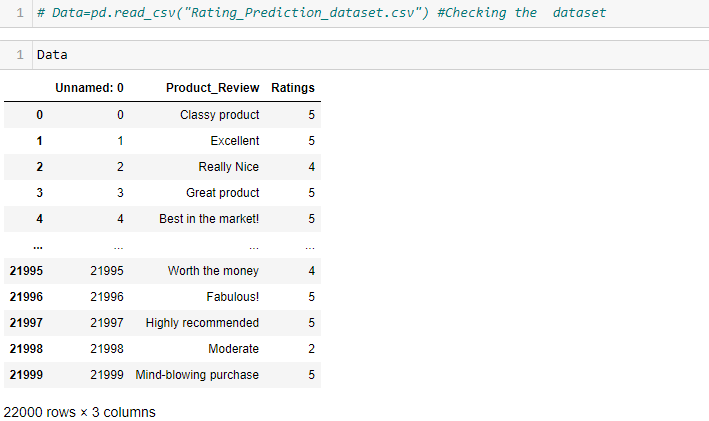 1 # Data=pd.read_csv("Rating_Prediction_dataset.csv") #Checking the  dataset
1 Data
Unnamed: 0 Product_Review Ratings
0 0 Classy product 5
1 1 Excellent 5
2 2 Really Nice 4
3 3 Great product 5
4 4 Best in the market! 5
... ... ... ...
21995 21995 Worth the money 4
21996 21996 Fabulous! 5
21997 21997 Highly recommended 5
21998 21998 Moderate 2
21999 21999 Mind-blowing purchase 5
22000 rows × 3 columns